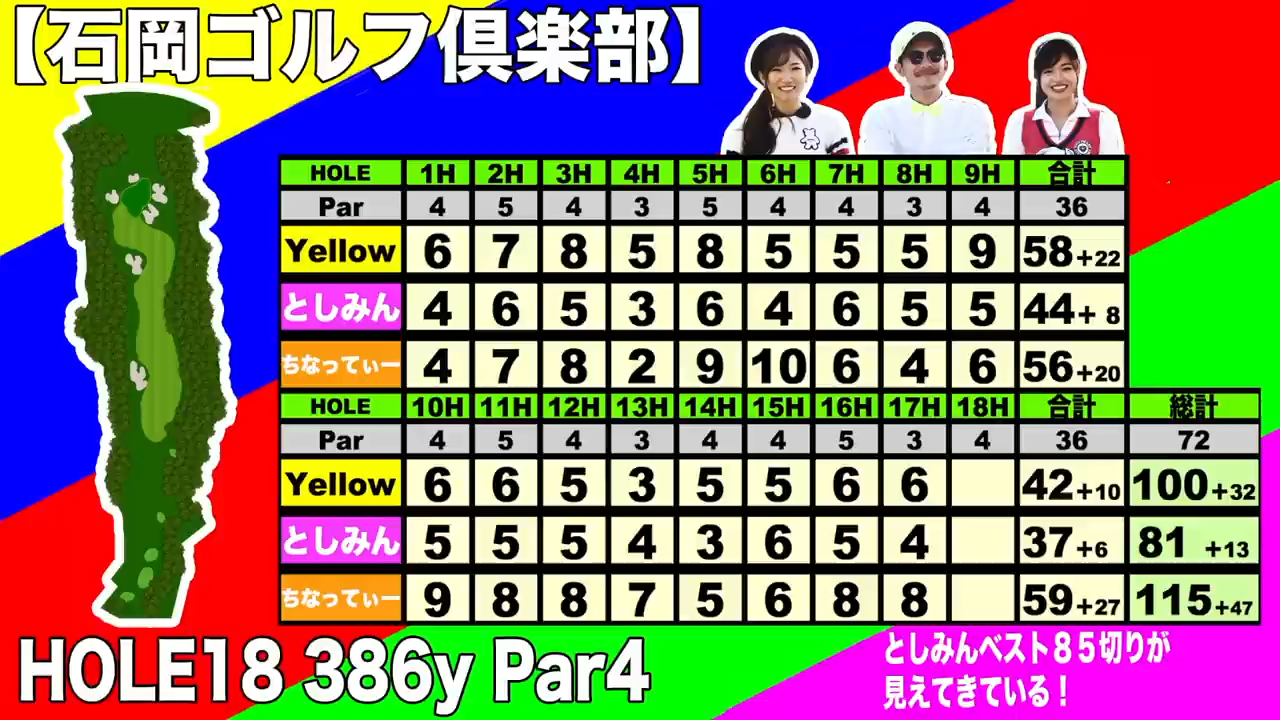 【石岡ゴルフ倶楽部】
HOLE 1H 2H 3H 4H 5H 6H 7H 8H 9H 合計
Par 4 5 4 3 5 4 4 3 4 36
Yellow 6 7 8 5 8 5 5 5 9 58+22
としみん 4 6 5 3 6 4 6 5 5 44+ 8
ちなってぃー 4 7 8 2 9 10 6 4 6 56+20
HOLE 10H 11H 12H 13H 14H 15H 16H 17H 18H 合計 総計
Par 4 5 4 3 4 4 5 3 4 36 72
Yellow 6 6 5 3 5 5 6 6 42+10 100+32
としみん 5 5 5 4 3 6 5 4 37+6 81 +13
ちなってぃー 9 8 8 7 5 6 8 8 59+27 115+47
HOLE18 386y Par4
としみんベスト85切りが
見えてきている！